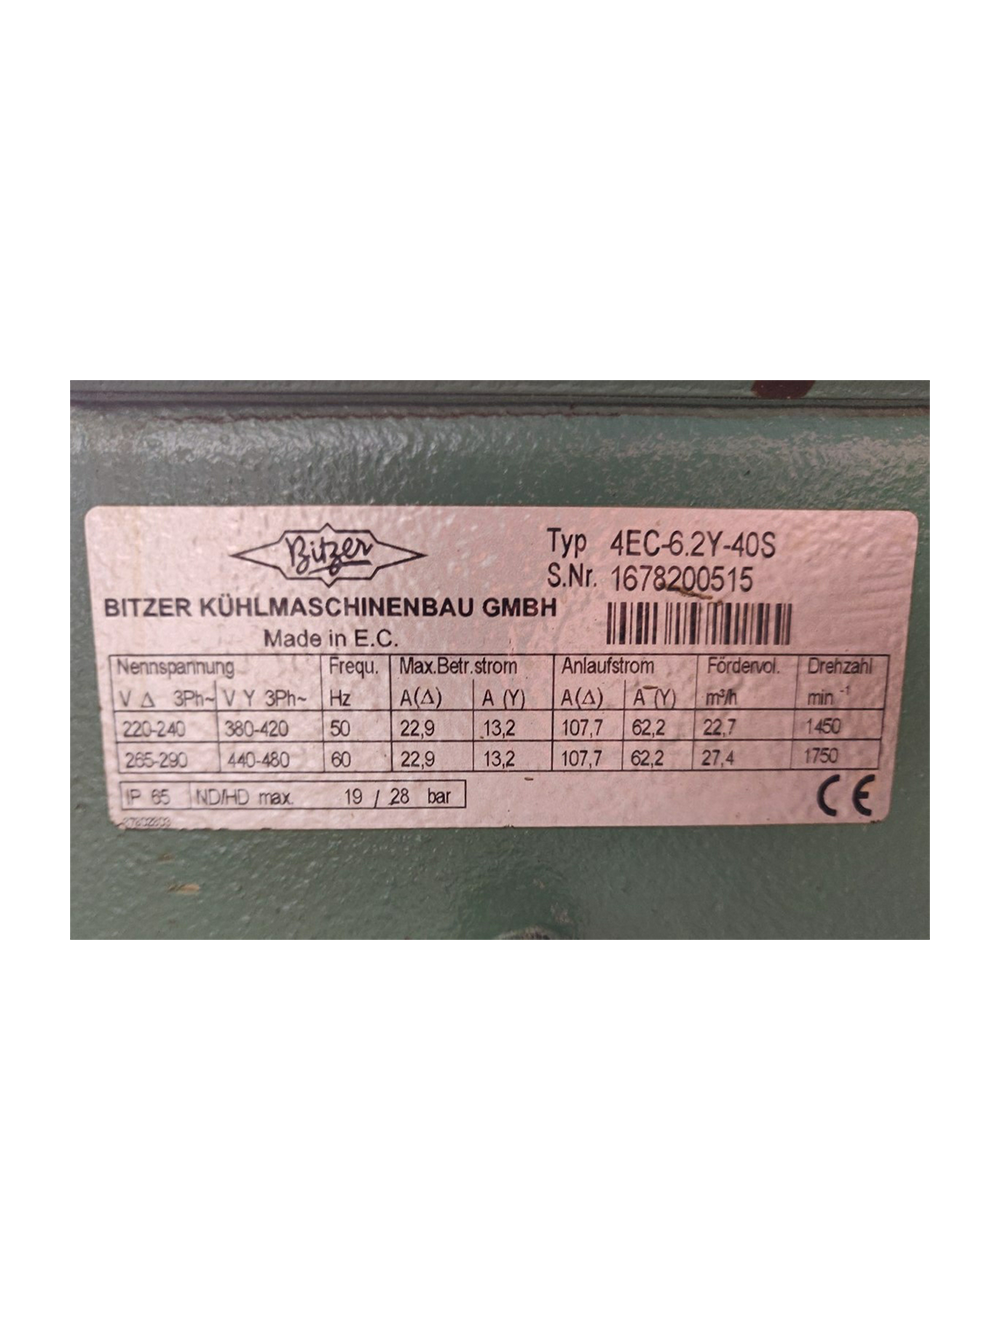 Bitzer
BITZER KÜHLMASCHINENBAU GMBH
Made in E.C.
Typ 4EC-6.2Y-40S
S.Nr. 1678200515
Nennspannung Frequ. Max.Betr.strom Anlaufstrom Fördervol. Drehzahl
V Δ 3Ph~ V Y 3Ph~ Hz A(Δ) A (Y) A(Δ) A (Y) m³/h min⁻¹
220-240 380-420 50 22,9 13,2 107,7 62,2 22,7 1450
265-290 440-480 60 22,9 13,2 107,7 62,2 27,4 1750
IP 65 ND/HD max. 19 / 28 bar
CE